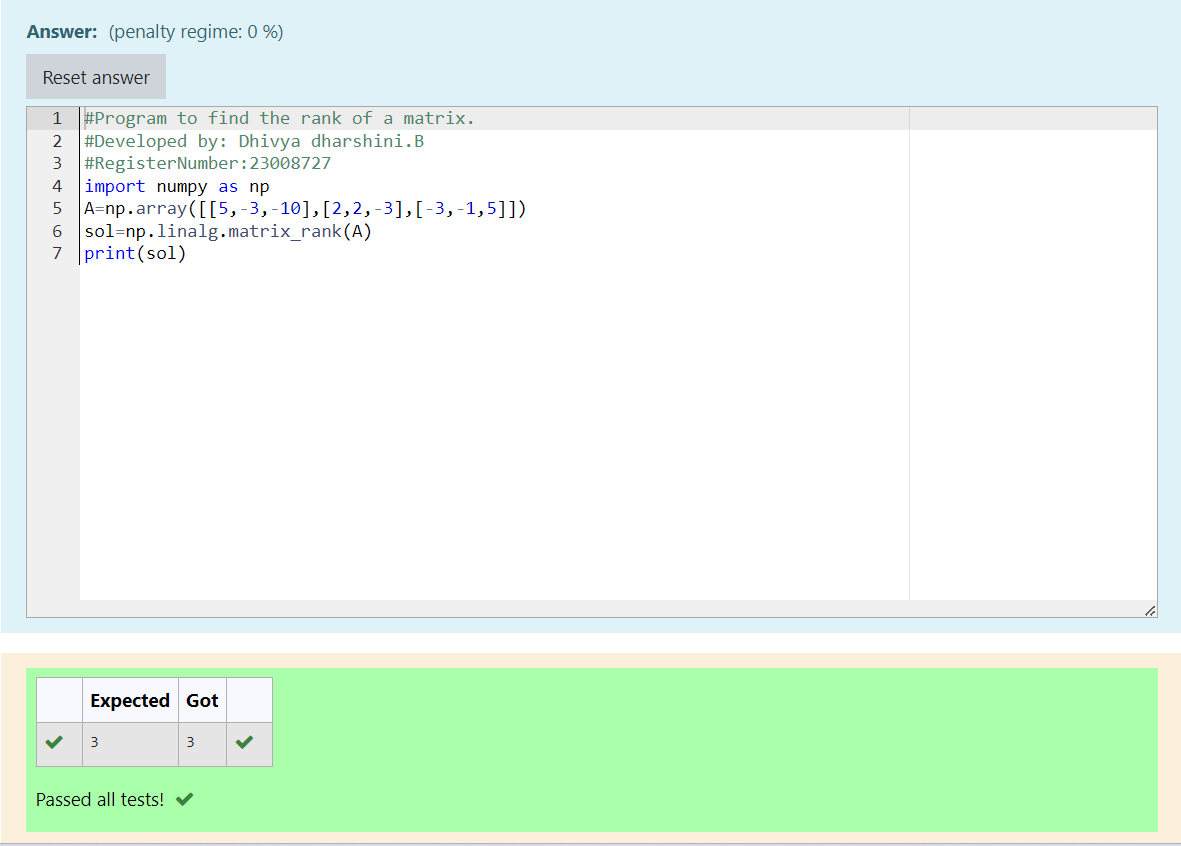 Answer: (penalty regime: 0 %)
Reset answer
1 #Program to find the rank of a matrix.
2 #Developed by: Dhivya dharshini.B
3 #RegisterNumber:23008727
4 import numpy as np
5 A=np.array([[5,-3,-10],[2,2,-3],[-3,-1,5]])
6 sol=np.linalg.matrix_rank(A)
7 print(sol)
Expected Got
3 3
Passed all tests!